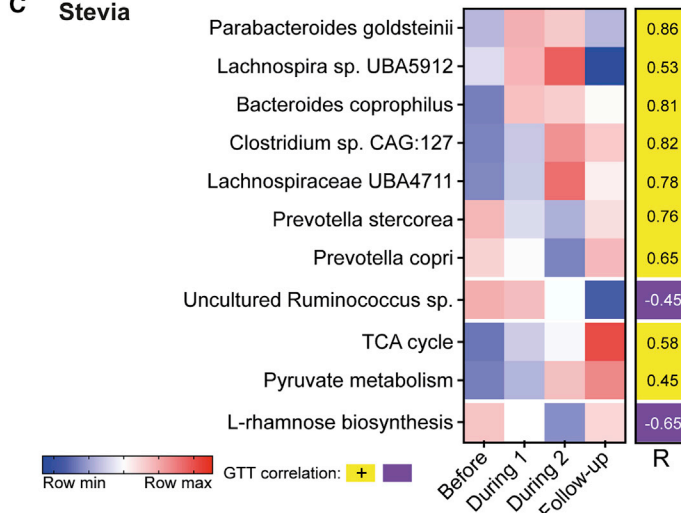 C Stevia
Parabacteroides goldsteinii 0.86
Lachnospira sp. UBA5912 0.53
Bacteroides coprophilus 0.81
Clostridium sp. CAG:127 0.82
Lachnospiraceae UBA4711 0.78
Prevotella stercorea 0.76
Prevotella copri 0.65
Uncultured Ruminococcus sp. -0.45
TCA cycle 0.58
Pyruvate metabolism 0.45
L-rhamnose biosynthesis -0.65
Before During 1 During 2 Follow-up R
Row min Row max GTT correlation: +